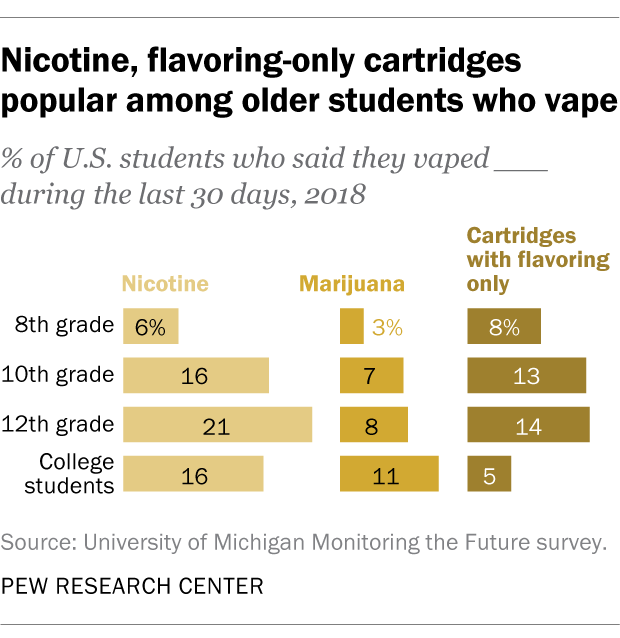 Nicotine, flavoring-only cartridges
popular among older students who vape
% of U.S. students who said they vaped ___
during the last 30 days, 2018
Nicotine
Marijuana
Cartridges
with flavoring
only
8th grade 6% 3% 8%
10th grade 16 7 13
12th grade 21 8 14
College
students 16 11 5
Source: University of Michigan Monitoring the Future survey.
PEW RESEARCH CENTER